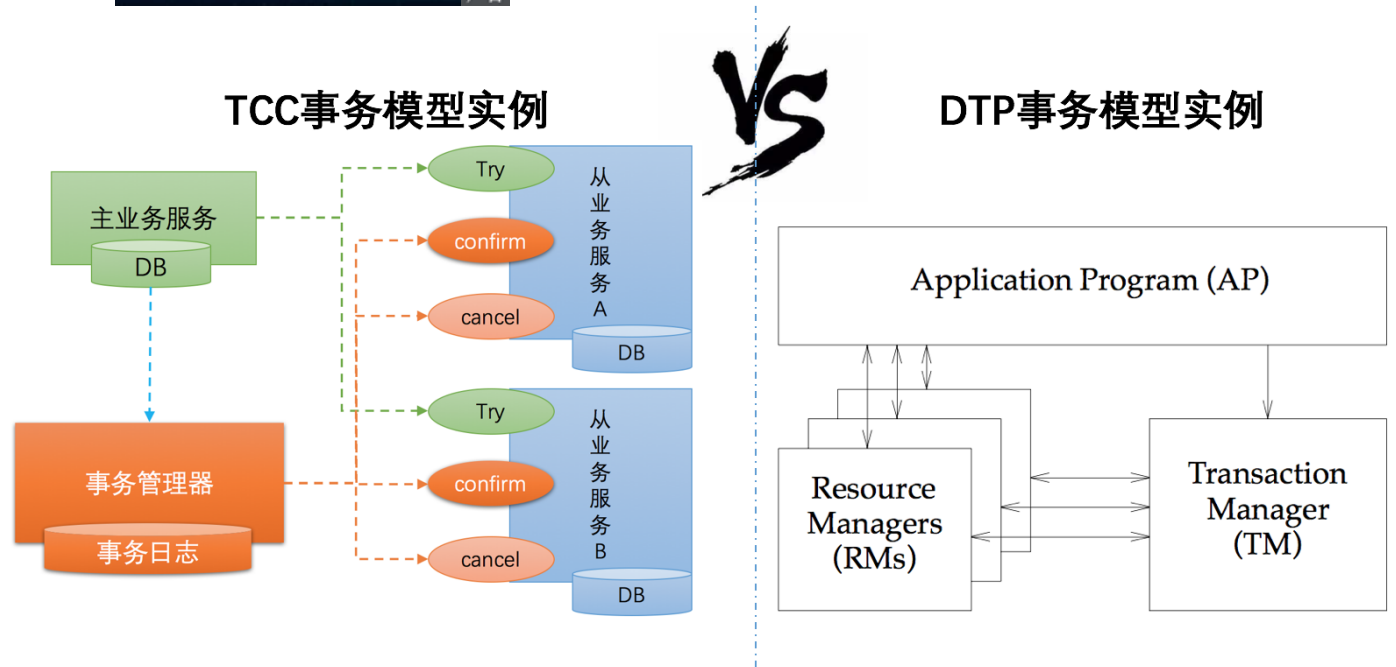 TCC事务模型实例
VS
DTP事务模型实例
主业务服务
DB
事务管理器
事务日志
Try
confirm
cancel
从业务服务A
DB
Try
confirm
cancel
从业务服务B
DB
Application Program (AP)
Resource
Managers
(RMs)
Transaction
Manager
(TM)